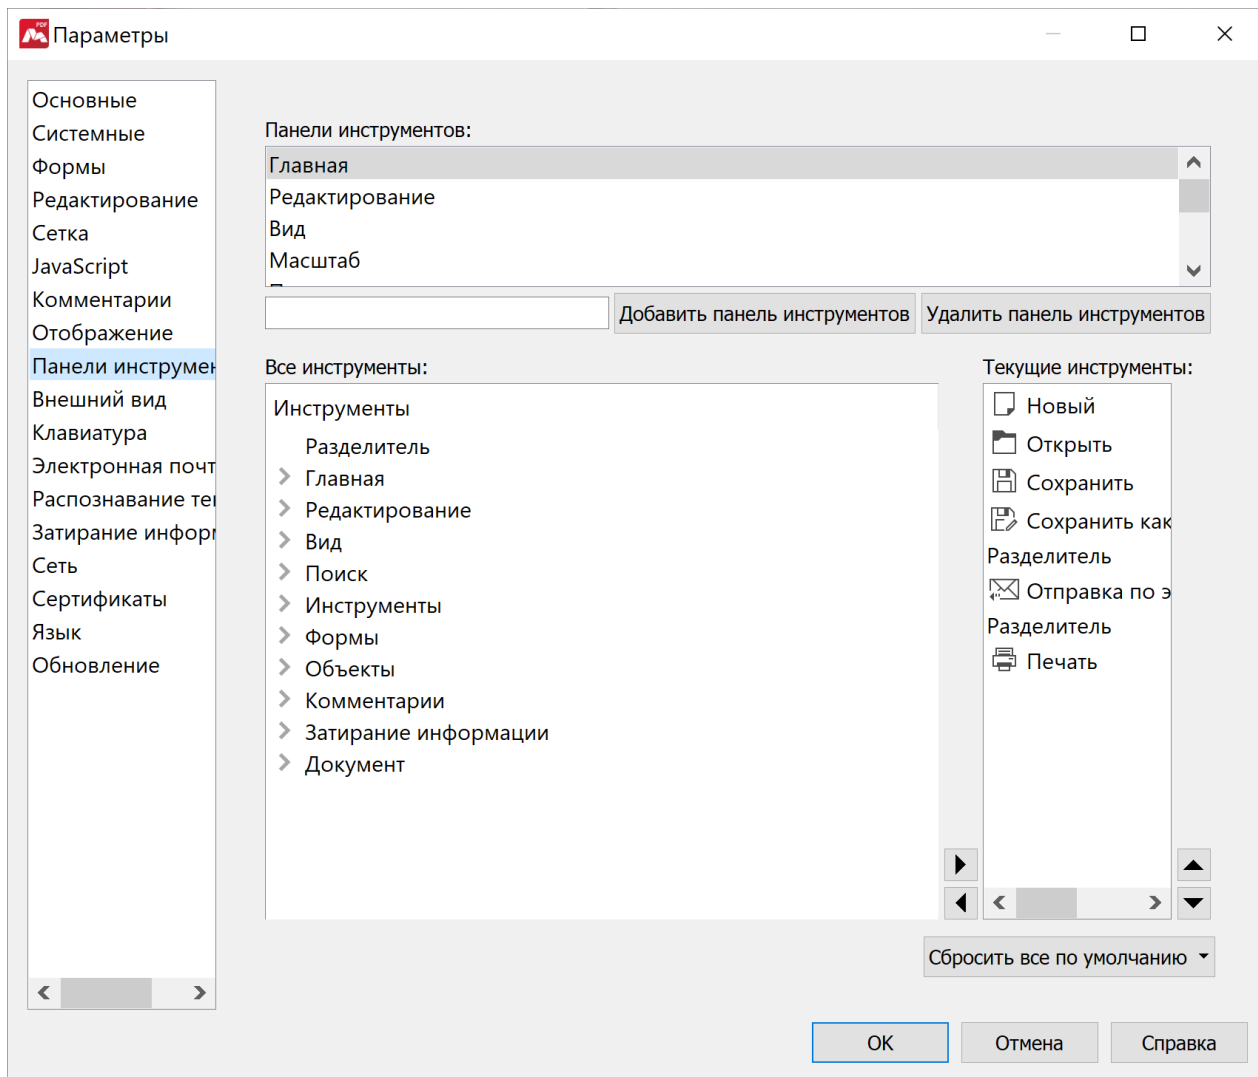 PDF
Параметры
Основные
Системные
Формы
Редактирование
Сетка
JavaScript
Комментарии
Отображение
Панели инструмен
Внешний вид
Клавиатура
Электронная почт
Распознавание те
Затирание инфор
Сеть
Сертификаты
Язык
Обновление
Панели инструментов:
Главная
Редактирование
Вид
Масштаб
Добавить панель инструментов
Удалить панель инструментов
Все инструменты:
Инструменты
Разделитель
Главная
Редактирование
Вид
Поиск
Инструменты
Формы
Объекты
Комментарии
Затирание информации
Документ
Текущие инструменты:
Новый
Открыть
Сохранить
Сохранить как
Разделитель
Отправка по э
Разделитель
Печать
Сбросить все по умолчанию
OK
Отмена
Справка